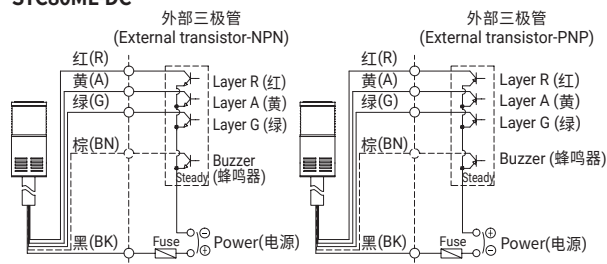 STC80ML-DC
外部三极管
(External transistor-NPN)
红(R)
黄(A)
绿(G)
棕(BN)
黑(BK)
Layer R (红)
Layer A (黄)
Layer G (绿)
Buzzer
(蜂鸣器)
Steady
Fuse
Power(电源)
外部三极管
(External transistor-PNP)
红(R)
黄(A)
绿(G)
棕(BN)
黑(BK)
Layer R (红)
Layer A (黄)
Layer G (绿)
Buzzer (蜂鸣器)
Steady
Fuse
Power(电源)